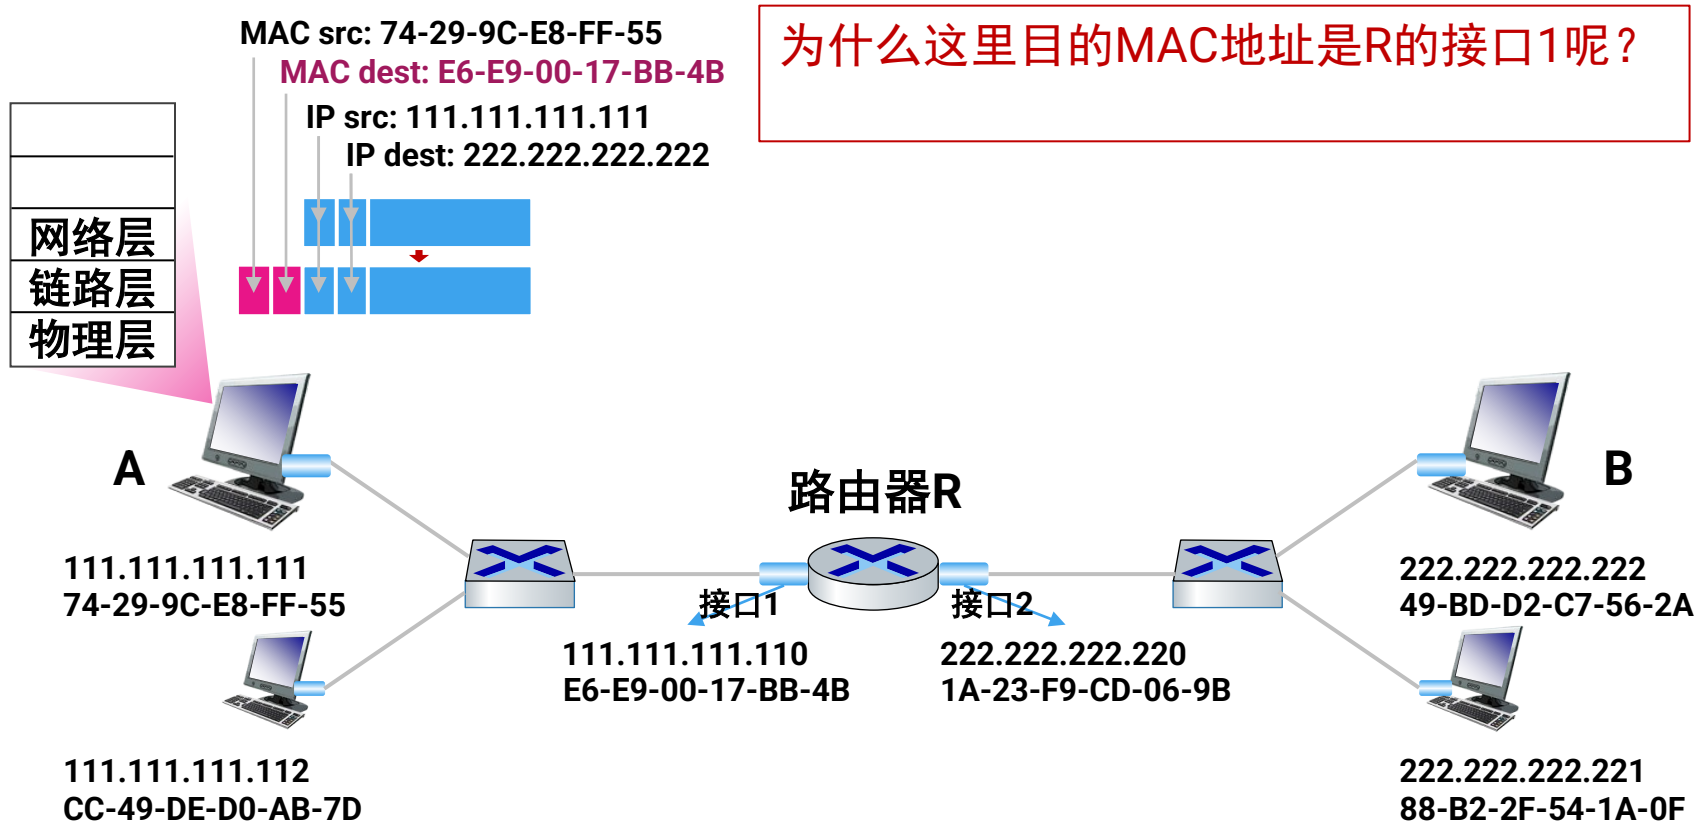 MAC src: 74-29-9C-E8-FF-55
MAC dest: E6-E9-00-17-BB-4B
IP src: 111.111.111.111
IP dest: 222.222.222.222
为什么这里目的MAC地址是R的接口1呢？
网络层
链路层
物理层
A
路由器R
B
111.111.111.111
74-29-9C-E8-FF-55
接口1
接口2
222.222.222.222
49-BD-D2-C7-56-2A
111.111.111.110
E6-E9-00-17-BB-4B
222.222.222.220
1A-23-F9-CD-06-9B
111.111.111.112
CC-49-DE-D0-AB-7D
222.222.222.221
88-B2-2F-54-1A-0F